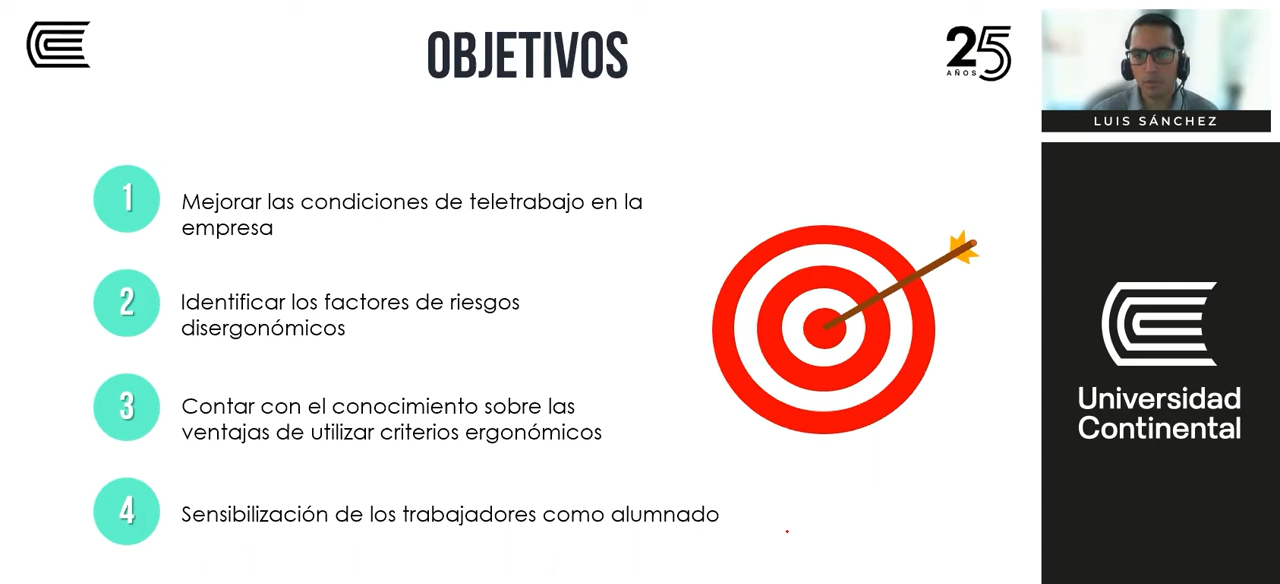 OBJETIVOS
25
AÑOS
LUIS SÁNCHEZ
1
Mejorar las condiciones de teletrabajo en la
empresa
2
Identificar los factores de riesgos
disergonómicos
3
Contar con el conocimiento sobre las
ventajas de utilizar criterios ergonómicos
4
Sensibilización de los trabajadores como alumnado
Universidad
Continental